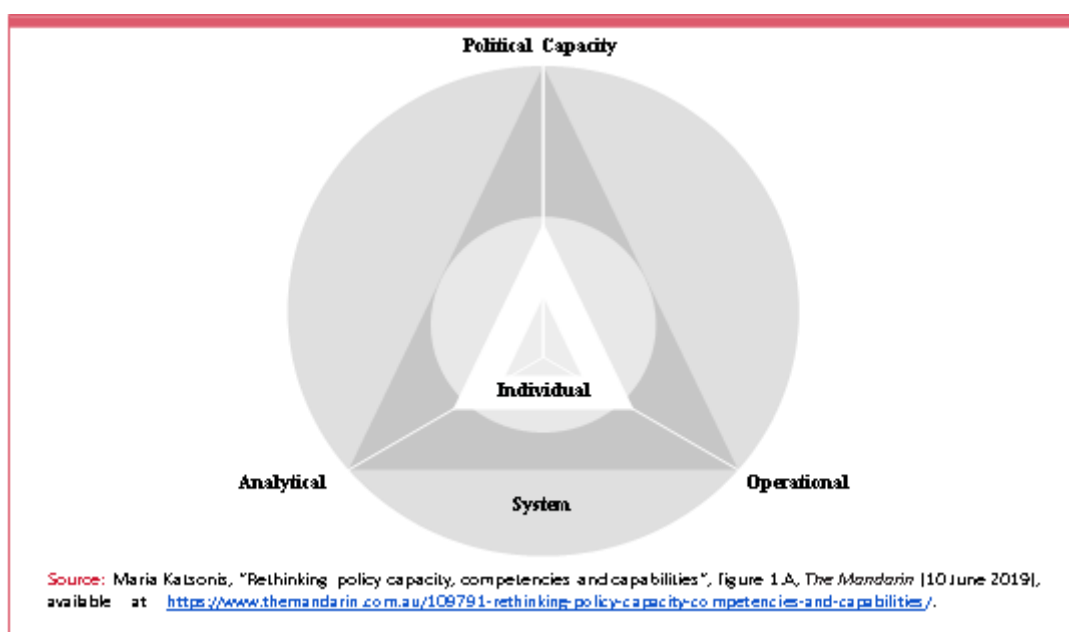 Political Capacity
Individual
Analytical
Operational
System
Source: Maria Katsonis, "Rethinking policy capacity, competencies and capabilities", figure 1.A, The Mandarin (10 June 2019),
available at https://www.themandarin.com.au/109791-rethinking-policy-capacity-competencies-and-capabilities/.